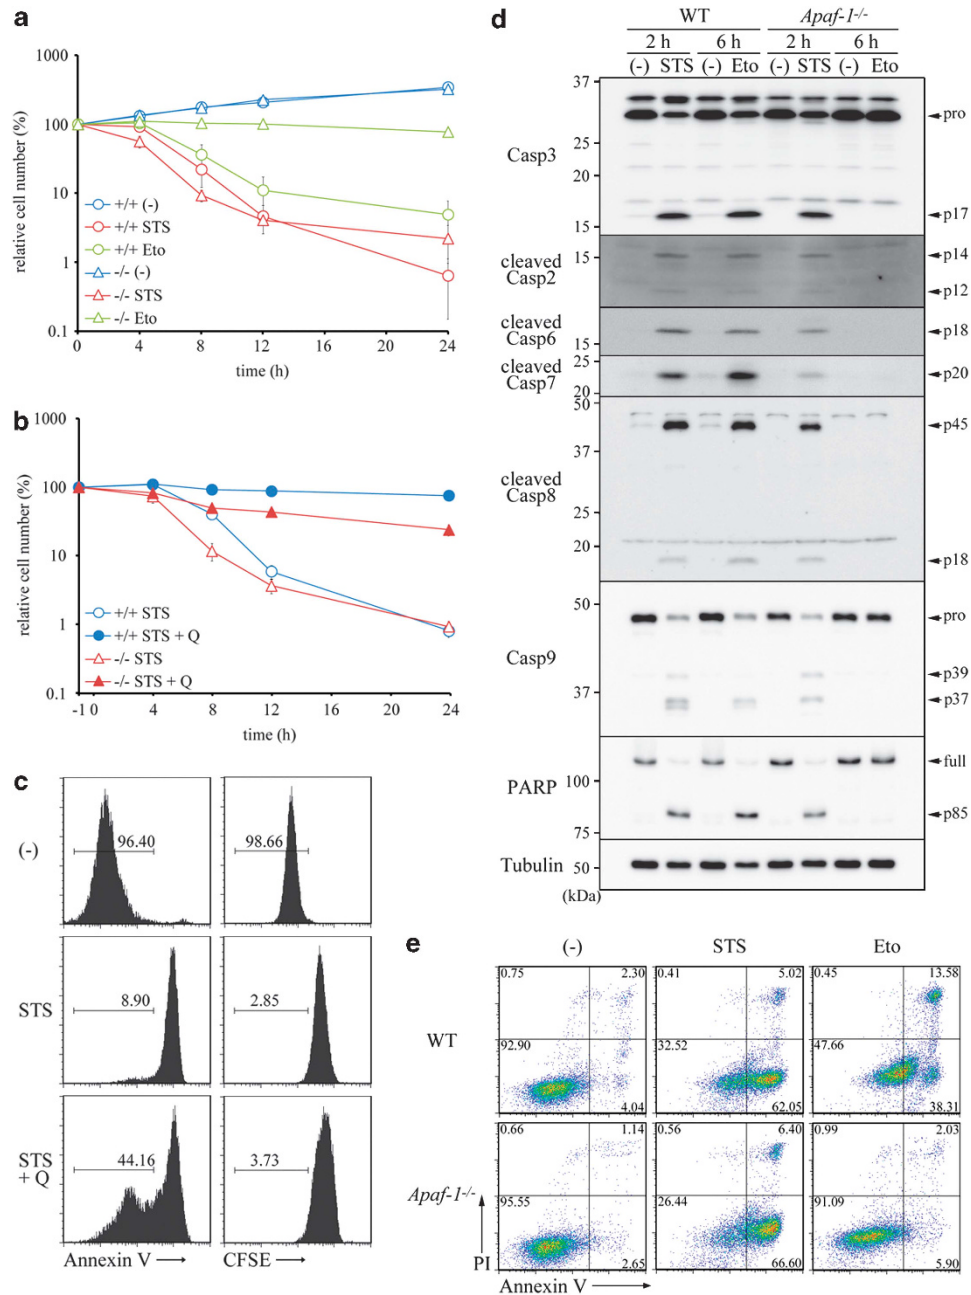 a
relative cell number (%)
1000
100
10
1
0.1
+/+ (-)
+/+ STS
+/+ Eto
-/- (-)
-/- STS
-/- Eto
0 4 8 12 16 20 24
time (h)
b
relative cell number (%)
1000
100
10
1
0.1
+/+ STS
+/+ STS + Q
-/- STS
-/- STS + Q
-1 0 4 8 12 16 20 24
time (h)
c
(-)
96.40
98.66
STS
8.90
2.85
STS
+ Q
44.16
3.73
Annexin V
CFSE
d
WT Apaf-1-/-
2 h 6 h 2 h 6 h
(-) STS (-) Eto (-) STS (-) Eto
Casp3
37
25
20
15
pro
p17
cleaved
Casp2
15
p14
p12
cleaved
Casp6
15
p18
cleaved
Casp7
25
20
p20
cleaved
Casp8
50
37
25
20
p45
p18
Casp9
50
37
pro
p39
p37
PARP
100
75
full
p85
Tubulin
50
(kDa)
e
(-) STS Eto
WT
0.75 2.30
92.90 4.04
0.41 5.02
32.52 62.05
0.45 13.58
47.66 38.31
Apaf-1-/-
0.66 1.14
95.55 2.65
0.56 6.40
26.44 66.60
0.99 2.03
91.09 5.90
PI
Annexin V